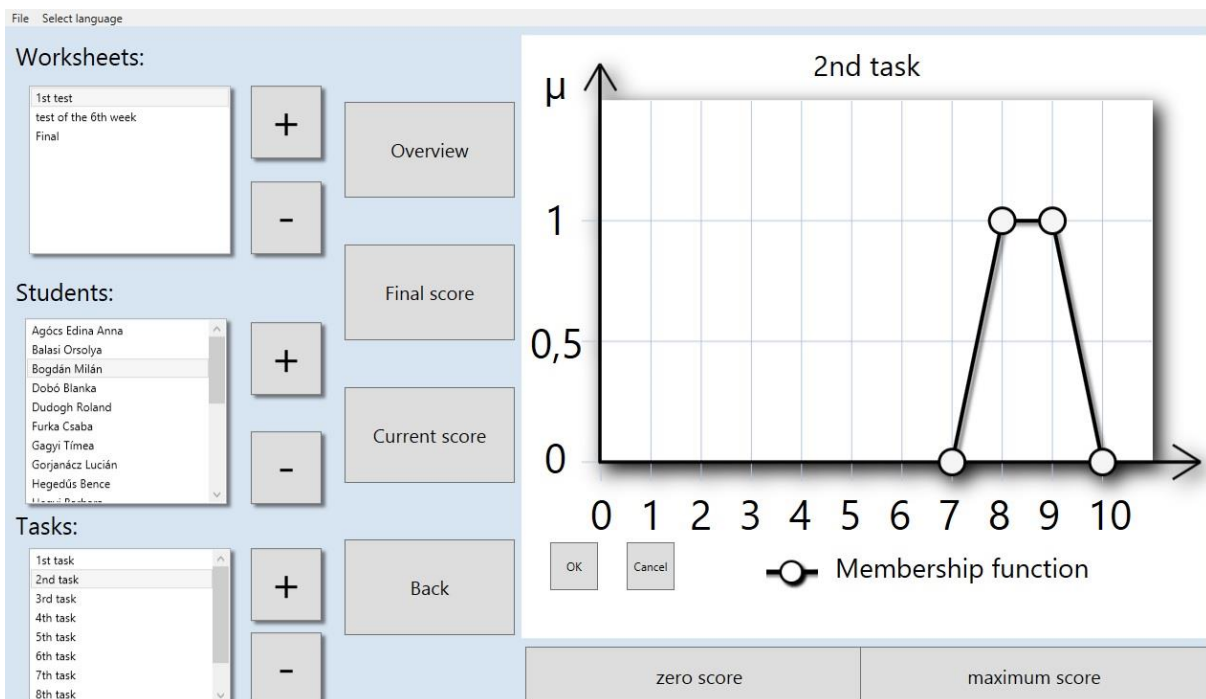 File Select language
Worksheets:
1st test
test of the 6th week
Final
+
-
Students:
Agócs Edina Anna
Balasi Orsolya
Bogdán Milán
Dobó Blanka
Dudogh Roland
Furka Csaba
Gagyi Tímea
Gorjanácz Lucián
Hegedűs Bence
+
-
Tasks:
1st task
2nd task
3rd task
4th task
5th task
6th task
7th task
8th task
+
-
Overview
Final score
Current score
Back
2nd task
μ
1
0,5
0
0 1 2 3 4 5 6 7 8 9 10
OK
Cancel
Membership function
zero score
maximum score